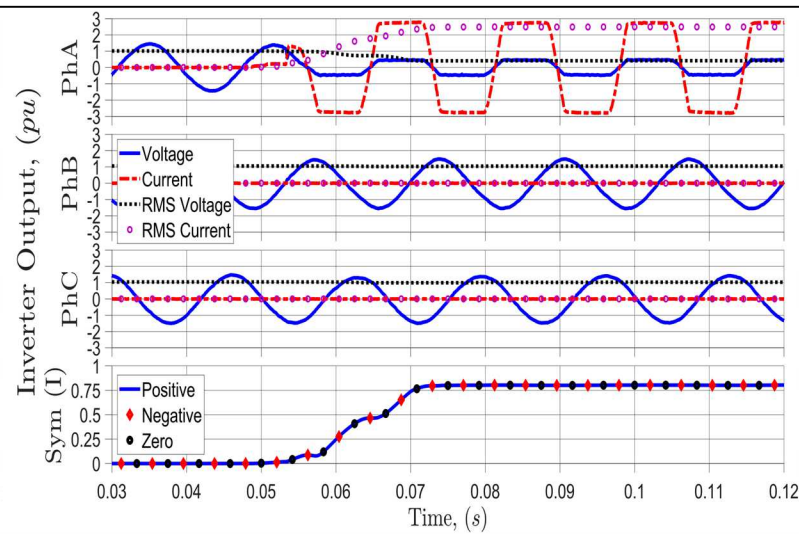 Inverter Output, (pu)
PhA
3
2
1
0
-1
-2
-3
PhB
3
2
1
0
-1
-2
-3
Voltage
Current
RMS Voltage
RMS Current
PhC
3
2
1
0
-1
-2
-3
Sym (I)
1
0.75
0.5
0.25
0
Positive
Negative
Zero
0.03 0.04 0.05 0.06 0.07 0.08 0.09 0.1 0.11 0.12
Time, (s)